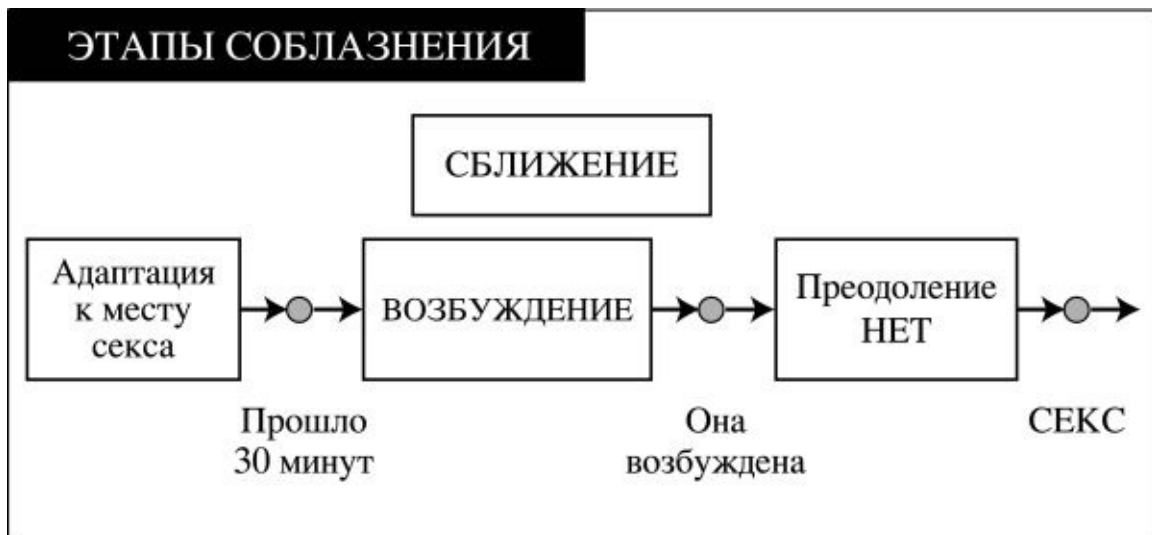 ЭТАПЫ СОБЛАЗНЕНИЯ
СБЛИЖЕНИЕ
Адаптация
к месту
секса
ВОЗБУЖДЕНИЕ
Преодоление
НЕТ
Прошло
30 минут
Она
возбуждена
СЕКС